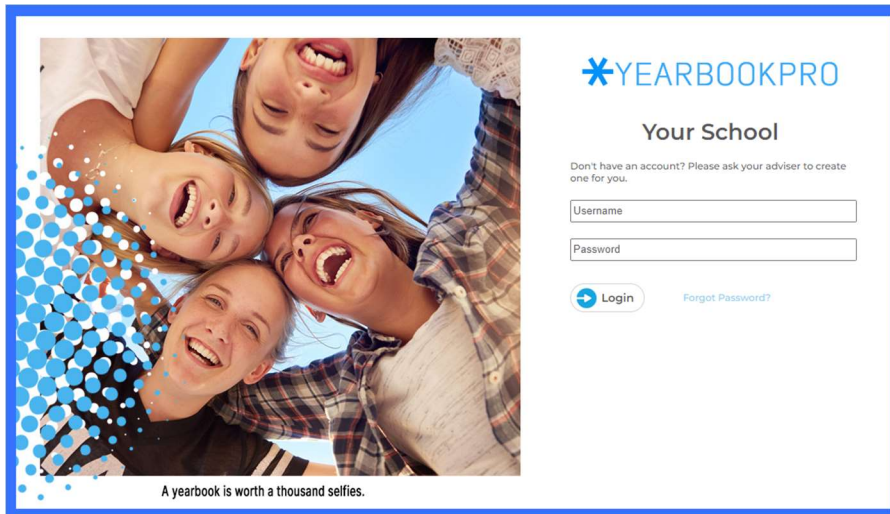 YEARBOOKPRO
Your School
Don't have an account? Please ask your adviser to create
one for you.
Username
Password
Login
Forgot Password?
A yearbook is worth a thousand selfies.